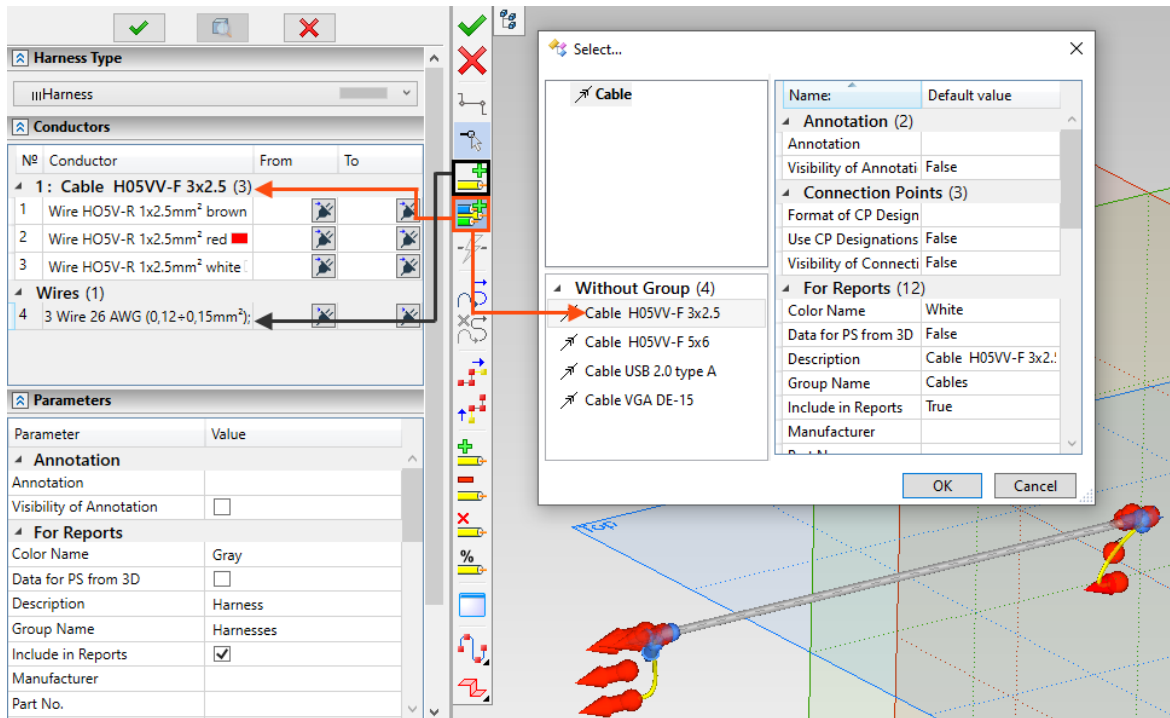 Harness Type
Harness
Conductors
Nº Conductor From To
1: Cable H05VV-F 3x2.5 (3)
1 Wire HO5V-R 1x2.5mm² brown
2 Wire HO5V-R 1x2.5mm² red
3 Wire HO5V-R 1x2.5mm² white
Wires (1)
4 3 Wire 26 AWG (0,12÷0,15mm²);
Parameters
Parameter Value
Annotation
Annotation
Visibility of Annotation
For Reports
Color Name Gray
Data for PS from 3D
Description Harness
Group Name Harnesses
Include in Reports
Manufacturer
Part No.
%
Select...
Cable
Without Group (4)
Cable H05VV-F 3x2.5
Cable H05VV-F 5x6
Cable USB 2.0 type A
Cable VGA DE-15
Name: Default value
Annotation (2)
Annotation
Visibility of Annotati False
Connection Points (3)
Format of CP Design
Use CP Designations False
Visibility of Connecti False
For Reports (12)
Color Name White
Data for PS from 3D False
Description Cable H05VV-F 3x2.
Group Name Cables
Include in Reports True
Manufacturer
OK Cancel
Top